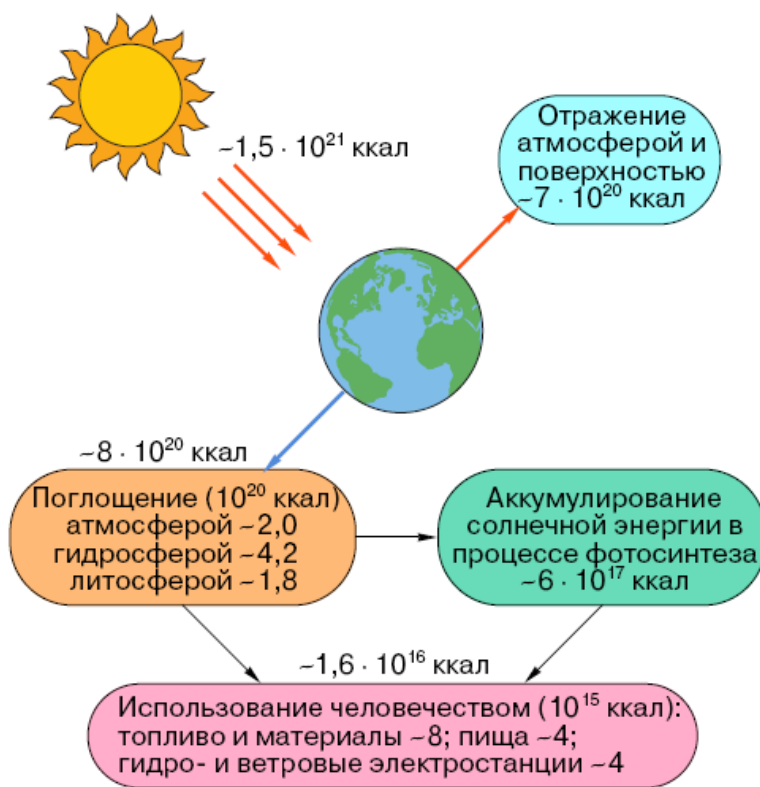 ~1,5 · 10²¹ ккал
Отражение
атмосферой и
поверхностью
~7 · 10²⁰ ккал
~8 · 10²⁰ ккал
Поглощение (10²⁰ ккал)
атмосферой ~2,0
гидросферой ~4,2
литосферой ~1,8
Аккумулирование
солнечной энергии в
процессе фотосинтеза
~6 · 10¹⁷ ккал
~1,6 · 10¹⁶ ккал
Использование человечеством (10¹⁵ ккал):
топливо и материалы ~8; пища ~4;
гидро- и ветровые электростанции ~4